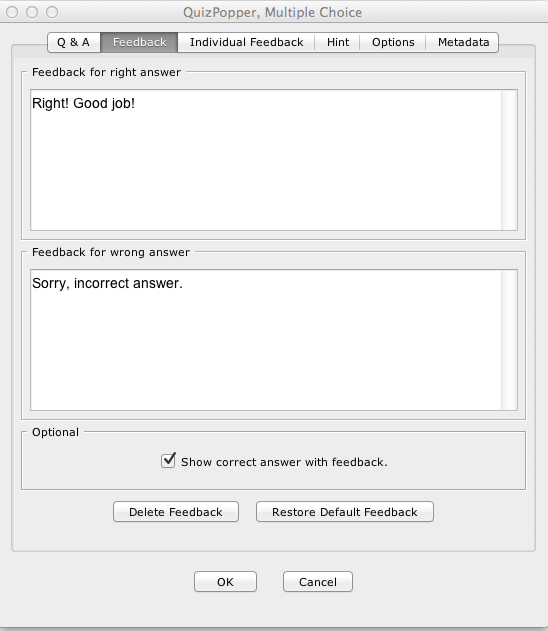 QuizPopper, Multiple Choice
Q & A Feedback Individual Feedback Hint Options Metadata
Feedback for right answer
Right! Good job!
Feedback for wrong answer
Sorry, incorrect answer.
Optional
Show correct answer with feedback.
Delete Feedback Restore Default Feedback
OK Cancel